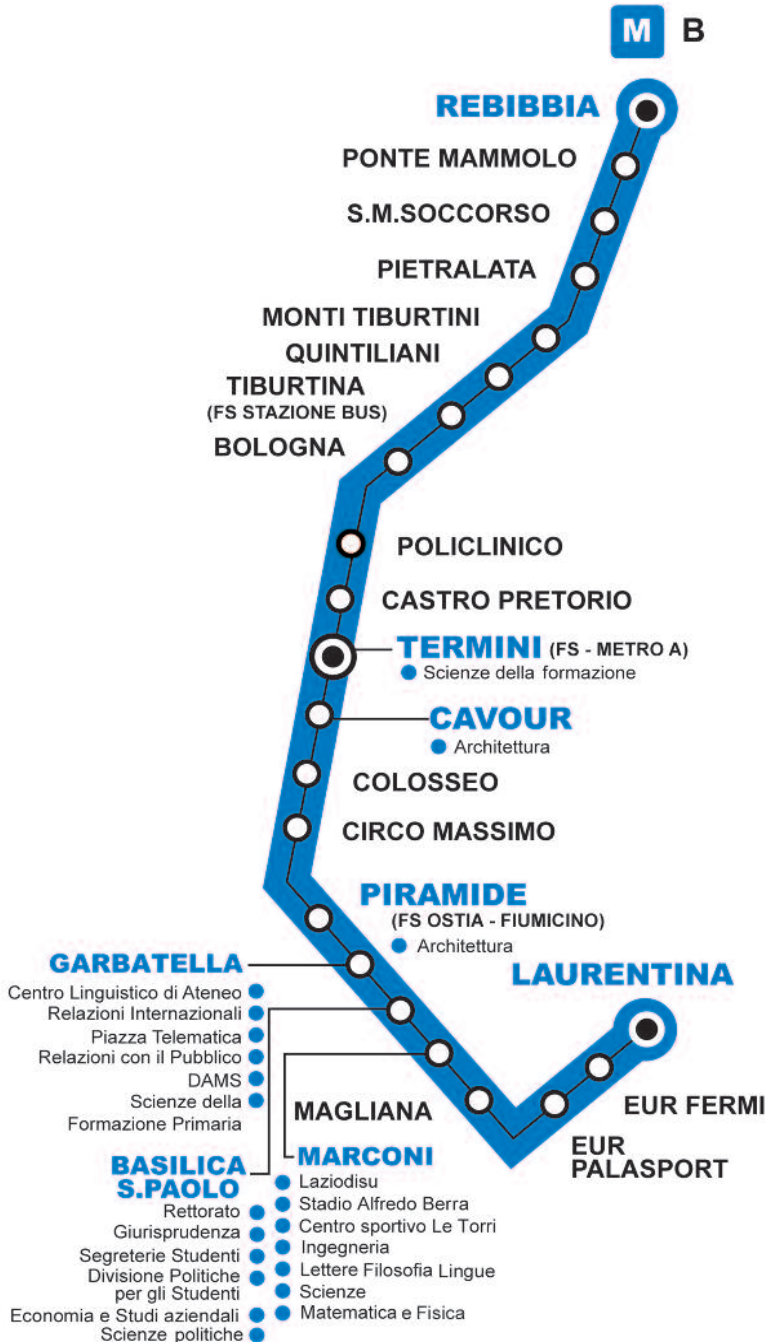 M B
REBIBBIA
PONTE MAMMOLO
S.M.SOCCORSO
PIETRALATA
MONTI TIBURTINI
QUINTILIANI
TIBURTINA
(FS STAZIONE BUS)
BOLOGNA
POLICLINICO
CASTRO PRETORIO
TERMINI (FS - METRO A)
Scienze della formazione
CAVOUR
Architettura
COLOSSEO
CIRCO MASSIMO
PIRAMIDE
(FS OSTIA - FIUMICINO)
Architettura
GARBATELLA
Centro Linguistico di Ateneo
Relazioni Internazionali
Piazza Telematica
Relazioni con il Pubblico
DAMS
Scienze della
Formazione Primaria
LAURENTINA
EUR FERMI
EUR
PALASPORT
MAGLIANA
BASILICA
S.PAOLO
Rettorato
Giurisprudenza
Segreterie Studenti
Divisione Politiche
per gli Studenti
Economia e Studi aziendali
Scienze politiche
MARCONI
Laziodisu
Stadio Alfredo Berra
Centro sportivo Le Torri
Ingegneria
Lettere Filosofia Lingue
Scienze
Matematica e Fisica